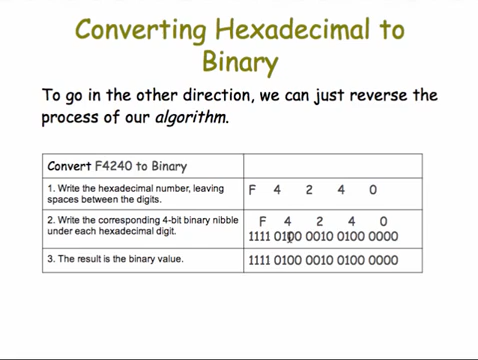 Converting Hexadecimal to
Binary
To go in the other direction, we can just reverse the
process of our algorithm.
Convert F4240 to Binary
1. Write the hexadecimal number, leaving
spaces between the digits.
F 4 2 4 0
2. Write the corresponding 4-bit binary nibble
under each hexadecimal digit.
F 4 2 4 0
1111 0100 0010 0100 0000
3. The result is the binary value.
1111 0100 0010 0100 0000